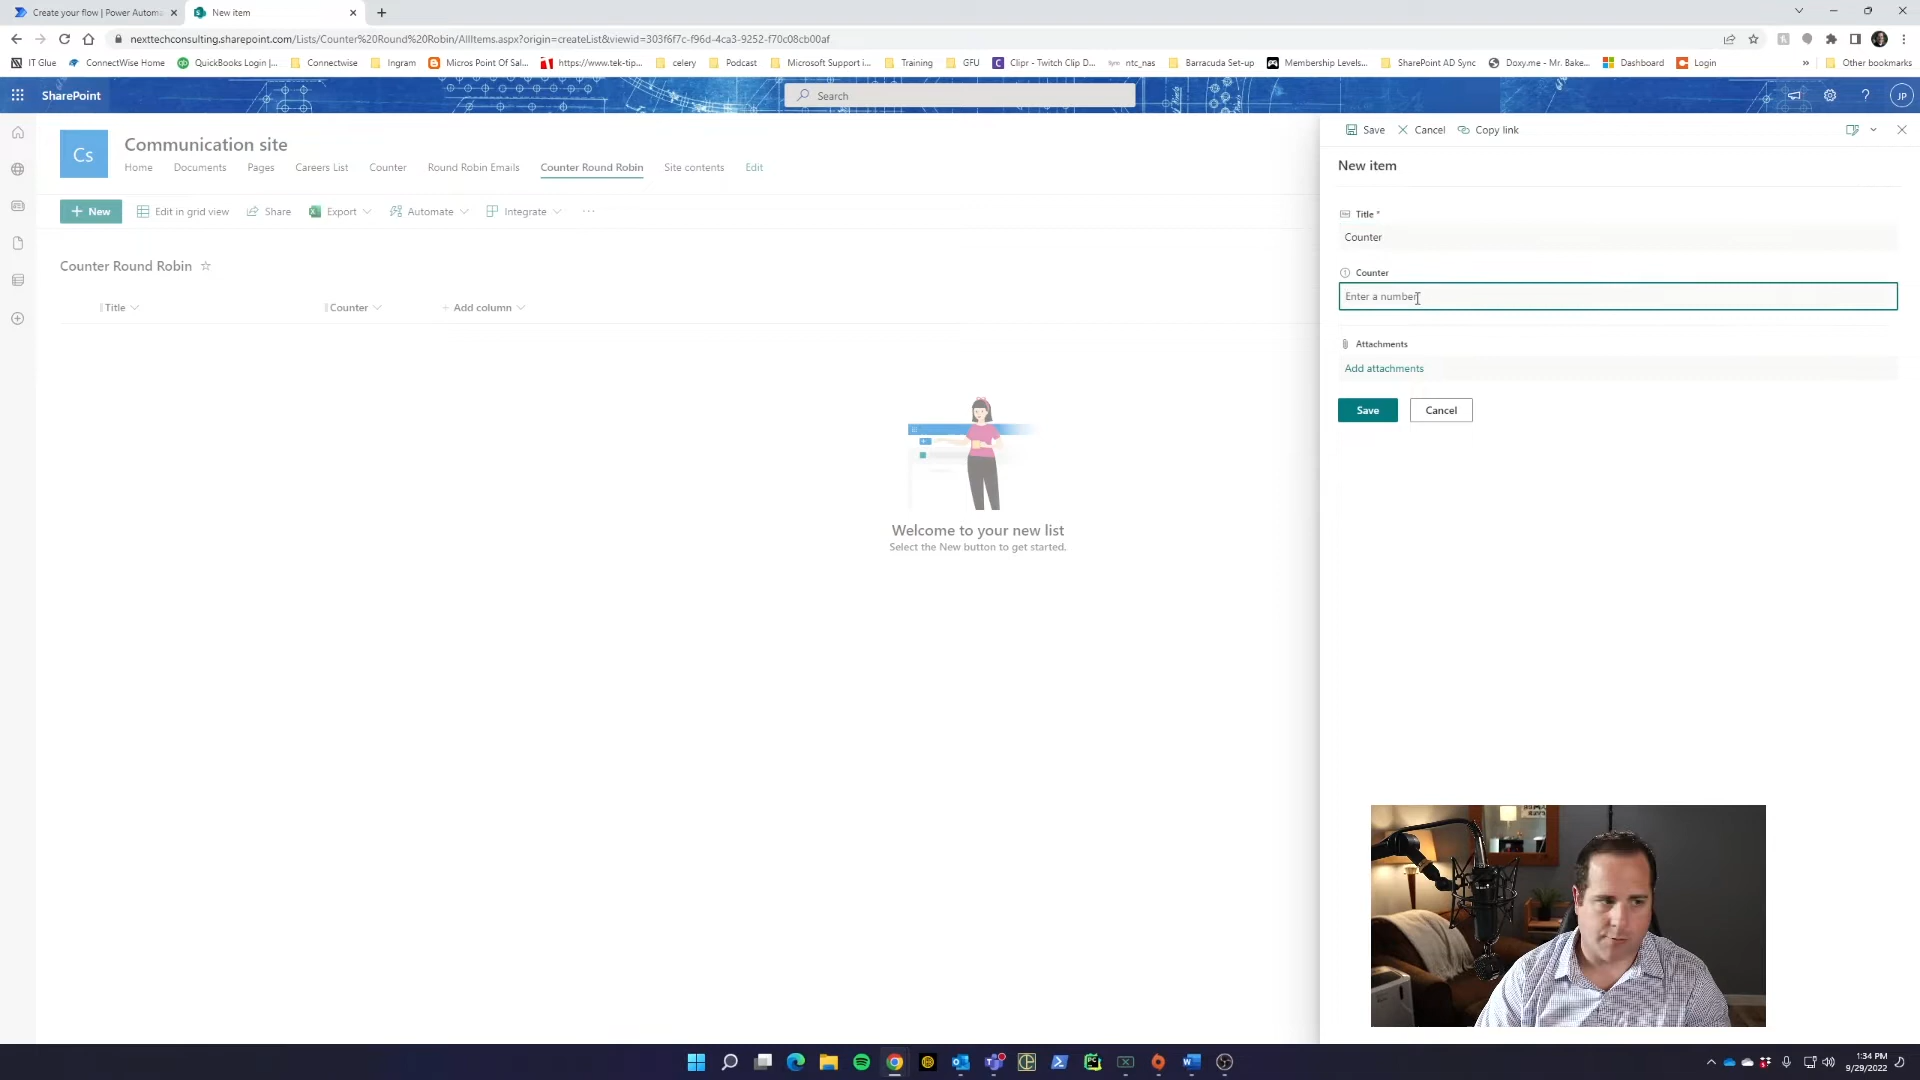 Create your flow | Power Automa
New item
nexttechconsulting.sharepoint.com/Lists/Counter%20Round%20Robin/AllItems.aspx?origin=createList&viewid=303f6f7c-f96d-4ca3-9252-f70c08cb00af
IT Glue ConnectWise Home QuickBooks Login |... Connectwise Ingram Micros Point Of Sal... https://www.tek-tip... celery Podcast Microsoft Support i... Training GFU Clipr - Twitch Clip D... ntc_nas Barracuda Set-up Membership Levels... SharePoint AD Sync Doxy.me - Mr. Bake... Dashboard Login » Other bookmarks
SharePoint
Search
JP
Cs
Communication site
Home Documents Pages Careers List Counter Round Robin Emails Counter Round Robin Site contents Edit
+ New Edit in grid view Share Export Automate Integrate ...
Counter Round Robin
Title Counter + Add column
Welcome to your new list
Select the New button to get started.
Save Cancel Copy link
New item
Title *
Counter
Counter
Enter a number
Attachments
Add attachments
Save Cancel
1:34 PM
9/29/2022